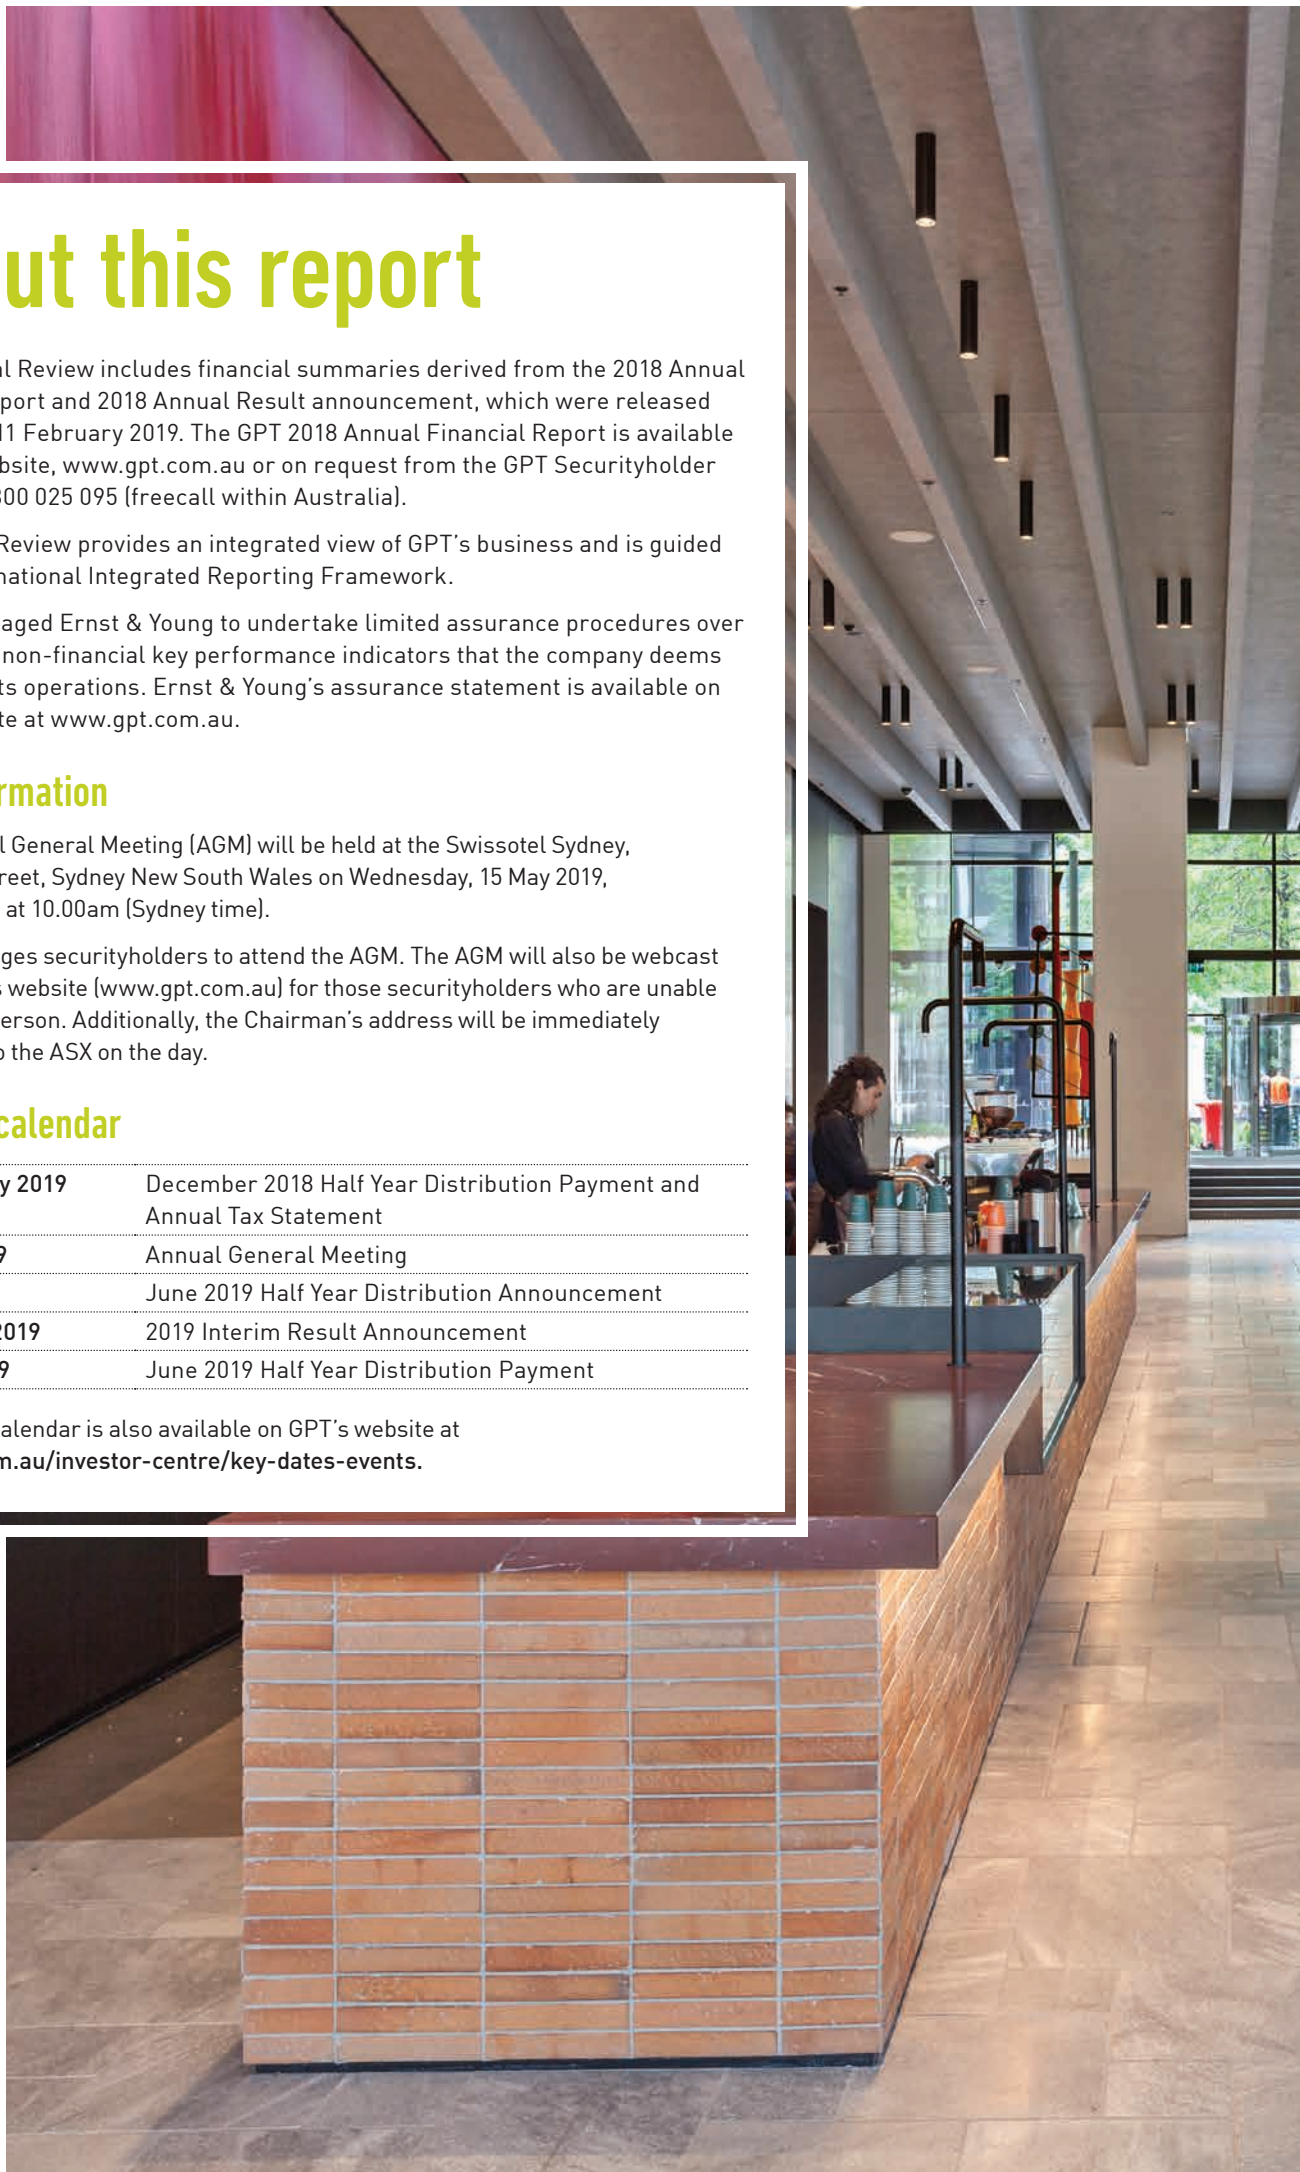 ut this report
al Review includes financial summaries derived from the 2018 Annual
port and 2018 Annual Result announcement, which were released
11 February 2019. The GPT 2018 Annual Financial Report is available
bsite, www.gpt.com.au or on request from the GPT Securityholder
300 025 095 (freecall within Australia).
Review provides an integrated view of GPT's business and is guided
national Integrated Reporting Framework.
aged Ernst & Young to undertake limited assurance procedures over
non-financial key performance indicators that the company deems
ts operations. Ernst & Young's assurance statement is available on
te at www.gpt.com.au.
rmation
l General Meeting (AGM) will be held at the Swissotel Sydney,
reet, Sydney New South Wales on Wednesday, 15 May 2019,
at 10.00am (Sydney time).
ges securityholders to attend the AGM. The AGM will also be webcast
s website (www.gpt.com.au) for those securityholders who are unable
erson. Additionally, the Chairman's address will be immediately
o the ASX on the day.
calendar
y 2019 December 2018 Half Year Distribution Payment and
Annual Tax Statement
9 Annual General Meeting
June 2019 Half Year Distribution Announcement
2019 2019 Interim Result Announcement
9 June 2019 Half Year Distribution Payment
alendar is also available on GPT's website at
m.au/investor-centre/key-dates-events.